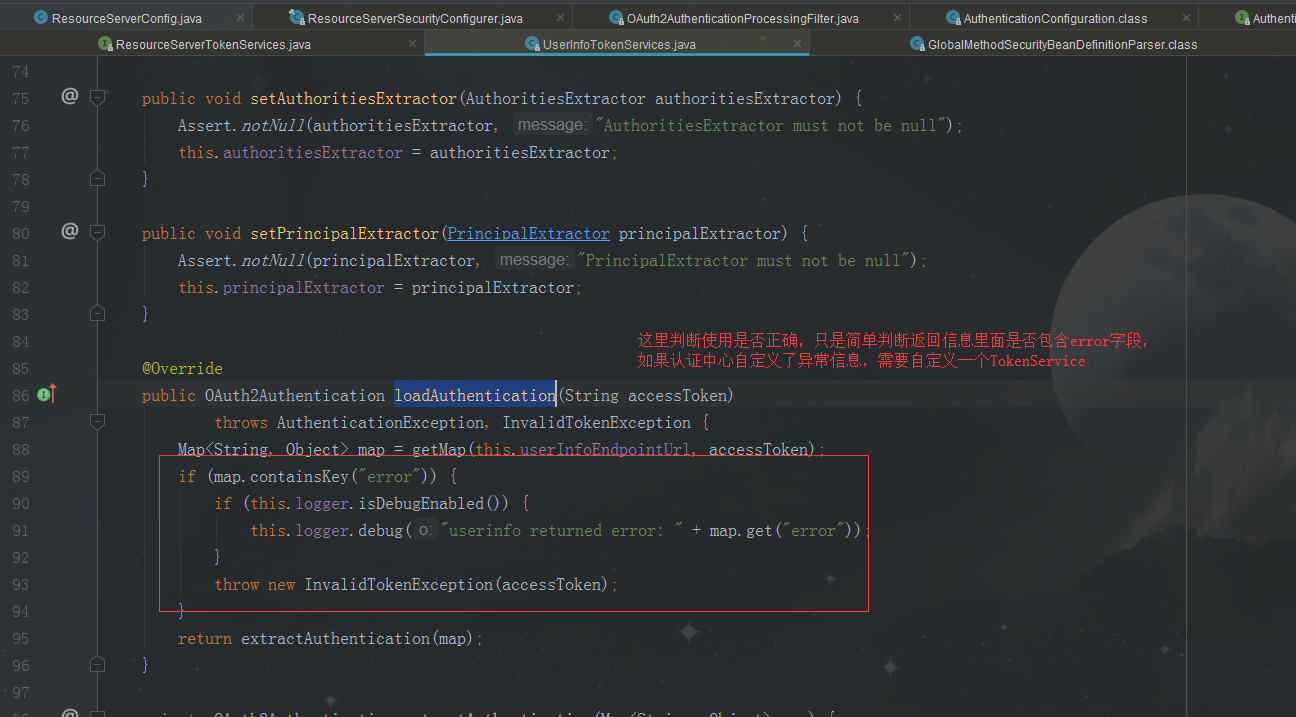 ResourceServerConfig.java
ResourceServerSecurityConfigurer.java
OAuth2AuthenticationProcessingFilter.java
AuthenticationConfiguration.class
Authenti
ResourceServerTokenServices.java
UserInfoTokenServices.java
GlobalMethodSecurityBeanDefinitionParser.class
74
75 @ public void setAuthoritiesExtractor(AuthoritiesExtractor authoritiesExtractor) {
76 Assert.notNull(authoritiesExtractor, message: "AuthoritiesExtractor must not be null");
77 this.authoritiesExtractor = authoritiesExtractor;
78 }
79
80 @ public void setPrincipalExtractor(PrincipalExtractor principalExtractor) {
81 Assert.notNull(principalExtractor, message: "PrincipalExtractor must not be null");
82 this.principalExtractor = principalExtractor;
83 }
84
这里判断使用是否正确，只是简单判断返回信息里面是否包含error字段，
如果认证中心自定义了异常信息，需要自定义一个TokenService
85 @Override
86 public OAuth2Authentication loadAuthentication(String accessToken)
87 throws AuthenticationException, InvalidTokenException {
88 Map<String, Object> map = getMap(this.userInfoEndpointUrl, accessToken);
89 if (map.containsKey("error")) {
90 if (this.logger.isDebugEnabled()) {
91 this.logger.debug( o: "userinfo returned error: " + map.get("error"));
92 }
93 throw new InvalidTokenException(accessToken);
94 }
95 return extractAuthentication(map);
96 }
97